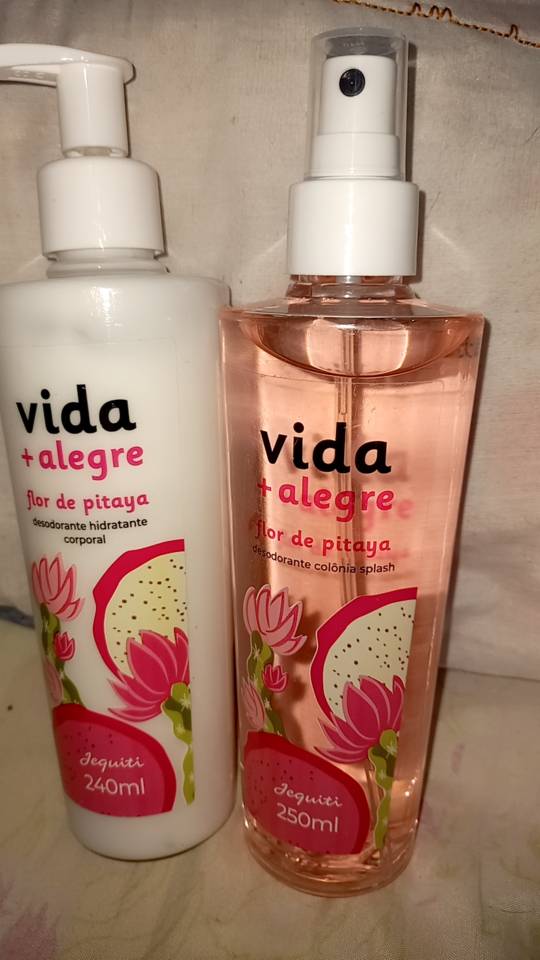 vida
+alegre
flor de pitaya
desodorante hidratante
corporal
Jequiti
240ml
vida
+alegre
flor de pitaya
desodorante colônia splash
Jequiti
250ml